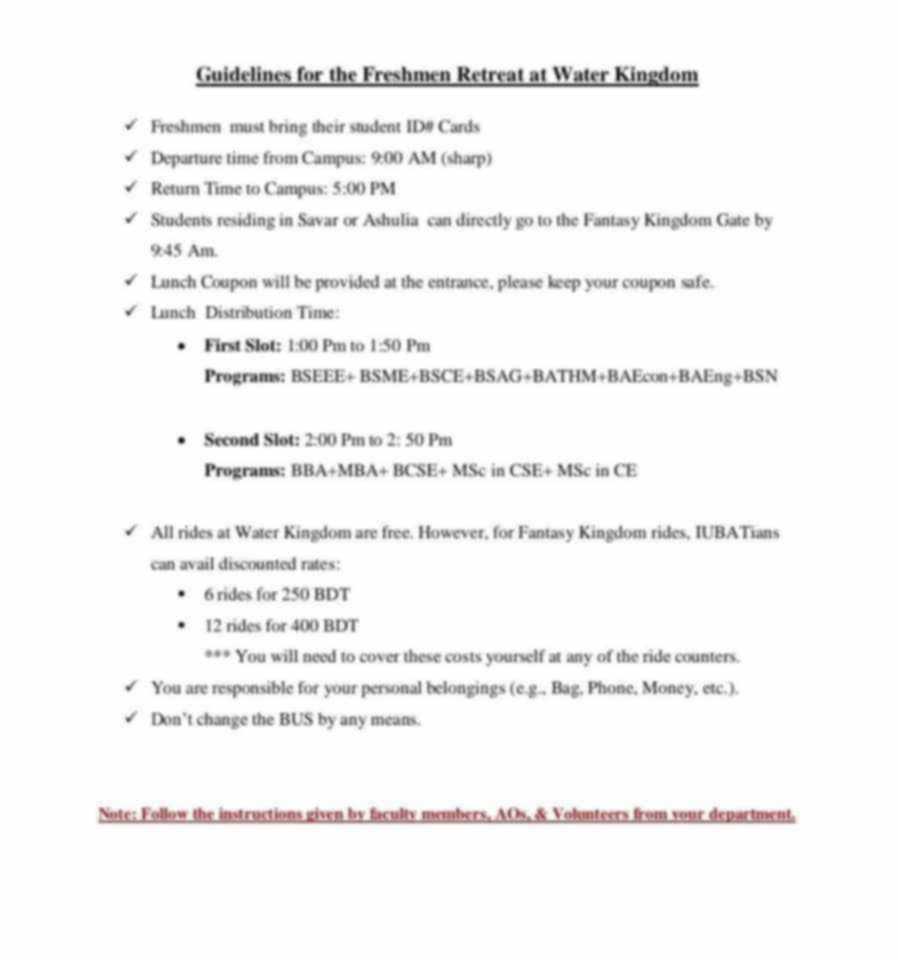 Guidelines for the Freshmen Retreat at Water Kingdom
✓ Freshmen must bring their student ID# Cards
✓ Departure time from Campus: 9:00 AM (sharp)
✓ Return Time to Campus: 5:00 PM
✓ Students residing in Savar or Ashulia can directly go to the Fantasy Kingdom Gate by
9:45 Am.
✓ Lunch Coupon will be provided at the entrance, please keep your coupon safe.
✓ Lunch Distribution Time:
• First Slot: 1:00 Pm to 1:50 Pm
Programs: BSEEE+ BSME+BSCE+BSAG+BATHM+BAEcon+BAEng+BSN
• Second Slot: 2:00 Pm to 2: 50 Pm
Programs: BBA+MBA+ BCSE+ MSc in CSE+ MSc in CE
✓ All rides at Water Kingdom are free. However, for Fantasy Kingdom rides, IUBATians
can avail discounted rates:
▪ 6 rides for 250 BDT
▪ 12 rides for 400 BDT
*** You will need to cover these costs yourself at any of the ride counters.
✓ You are responsible for your personal belongings (e.g., Bag, Phone, Money, etc.).
✓ Don’t change the BUS by any means.
Note: Follow the instructions given by faculty members, AOs, & Volunteers from your department.